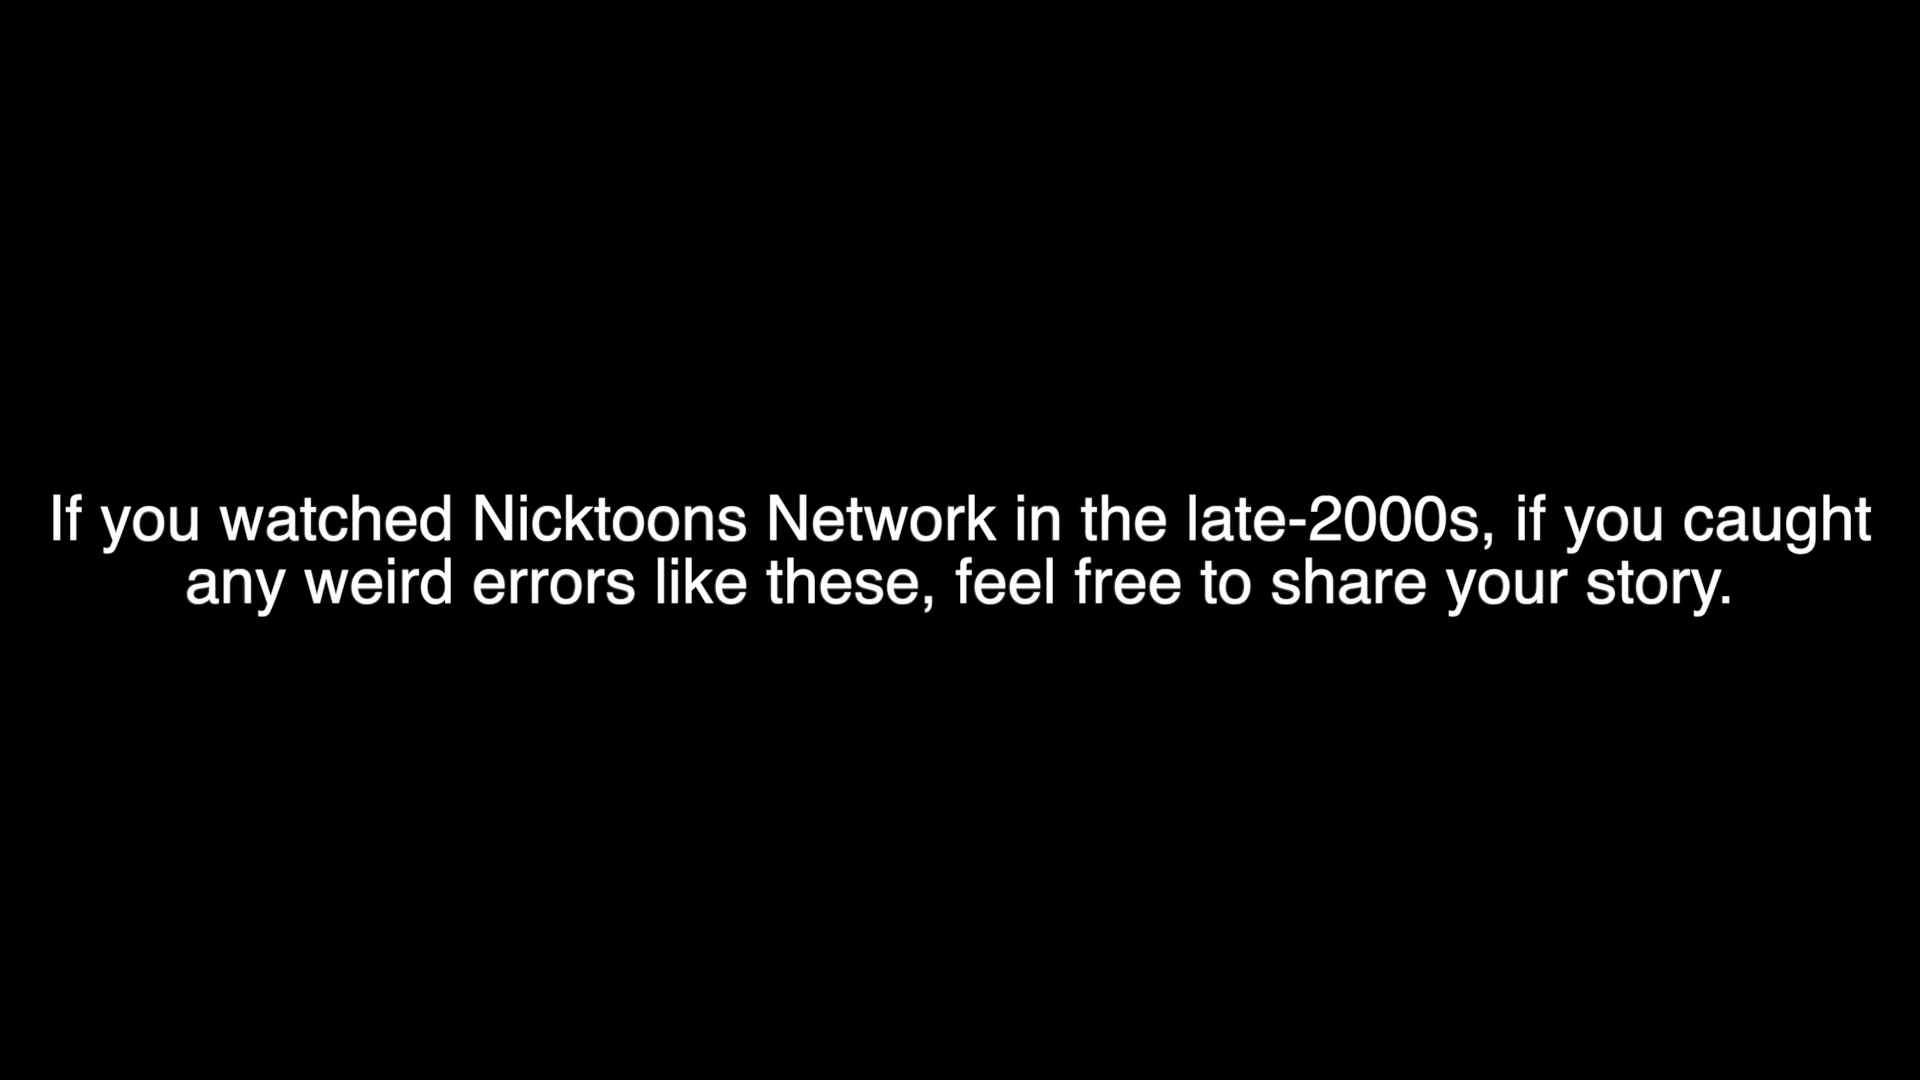 If you watched Nicktoons Network in the late-2000s, if you caught
any weird errors like these, feel free to share your story.